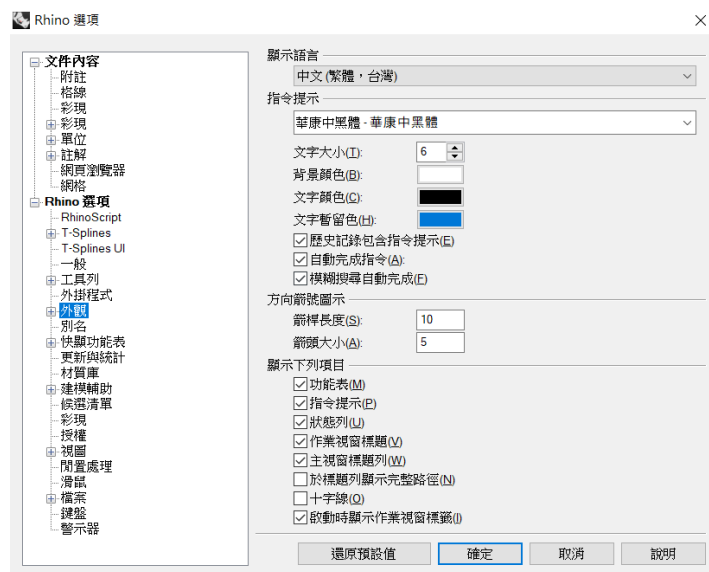 Rhino 選項
文件內容
附註
格線
彩現
彩現
單位
註解
網頁瀏覽器
網格
Rhino 選項
RhinoScript
T-Splines
T-Splines UI
一般
工具列
外掛程式
外觀
別名
快顯功能表
更新與統計
材質庫
建模輔助
候選清單
彩現
授權
視圖
閒置處理
滑鼠
檔案
鍵盤
警示器
顯示語言
中文 (繁體，台灣)
指令提示
華康中黑體 - 華康中黑體
文字大小(T): 6
背景顏色(B):
文字顏色(C):
文字暫留色(H):
歷史記錄包含指令提示(E)
自動完成指令(A):
模糊搜尋自動完成(F)
方向箭號圖示
箭桿長度(S): 10
箭頭大小(A): 5
顯示下列項目
功能表(M)
指令提示(P)
狀態列(U)
作業視窗標題(V)
主視窗標題列(W)
於標題列顯示完整路徑(N)
十字線(O)
啟動時顯示作業視窗標籤(I)
還原預設值 確定 取消 說明